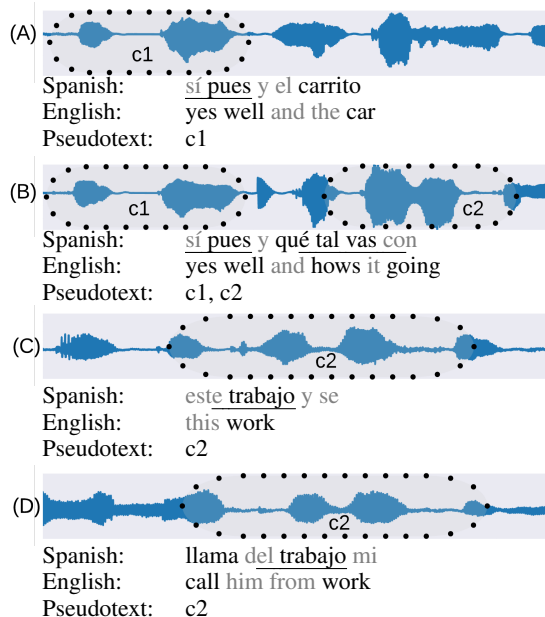 (A)
c1
Spanish: sí pues y el carrito
English: yes well and the car
Pseudotext: c1
(B)
c1 c2
Spanish: sí pues y qué tal vas con
English: yes well and hows it going
Pseudotext: c1, c2
(C)
c2
Spanish: este trabajo y se
English: this work
Pseudotext: c2
(D)
c2
Spanish: llama del trabajo mi
English: call him from work
Pseudotext: c2